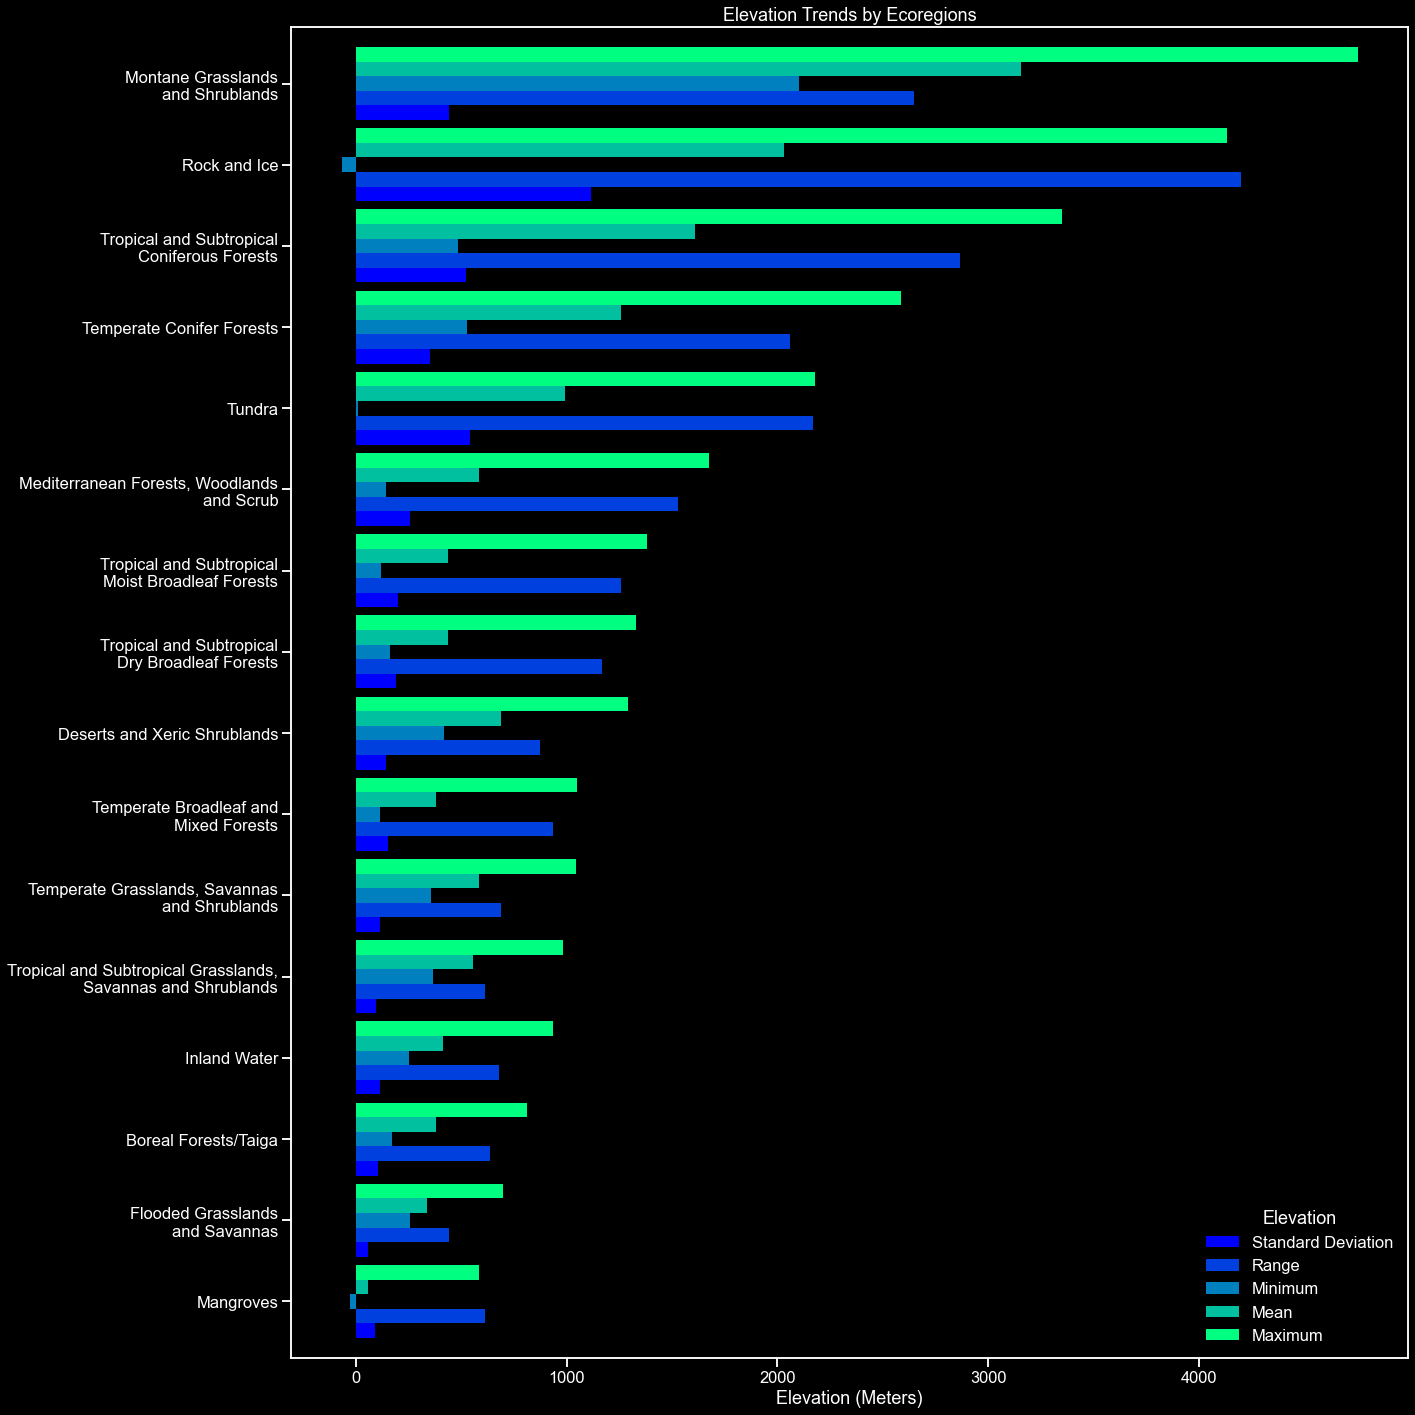 Elevation Trends by Ecoregions
Montane Grasslands
and Shrublands
Rock and Ice
Tropical and Subtropical
Coniferous Forests
Temperate Conifer Forests
Tundra
Mediterranean Forests, Woodlands
and Scrub
Tropical and Subtropical
Moist Broadleaf Forests
Tropical and Subtropical
Dry Broadleaf Forests
Deserts and Xeric Shrublands
Temperate Broadleaf and
Mixed Forests
Temperate Grasslands, Savannas
and Shrublands
Tropical and Subtropical Grasslands,
Savannas and Shrublands
Inland Water
Boreal Forests/Taiga
Flooded Grasslands
and Savannas
Mangroves
Elevation
Standard Deviation
Range
Minimum
Mean
Maximum
0 1000 2000 3000 4000
Elevation (Meters)